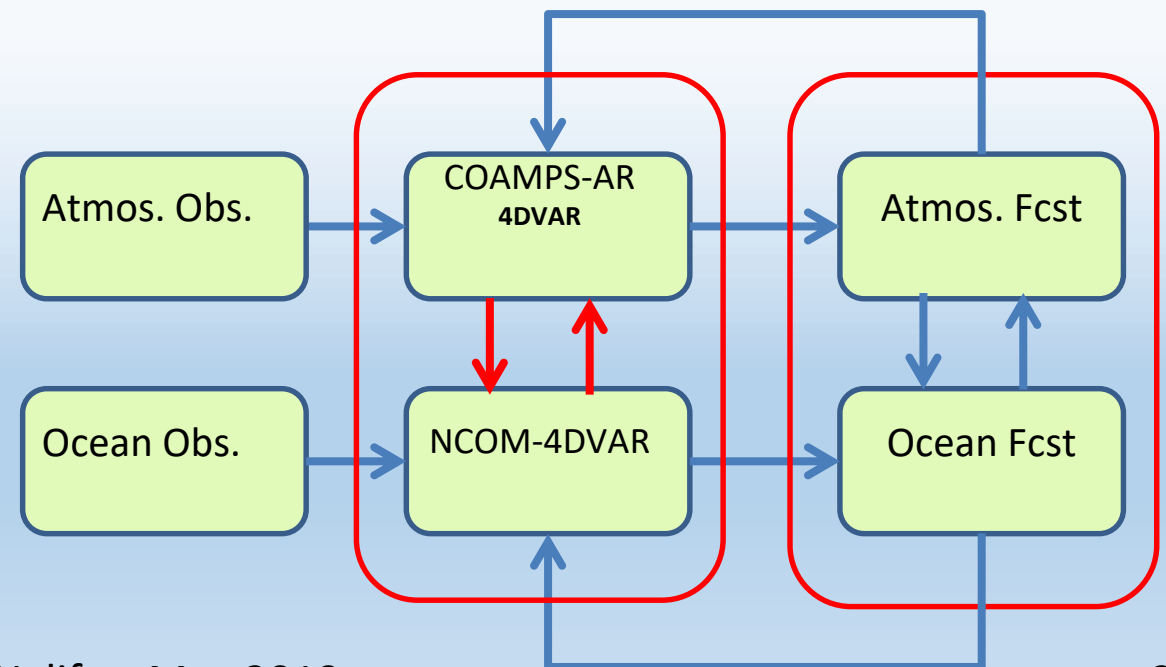 COAMPS-AR
4DVAR
Atmos. Obs.
Atmos. Fcst
Ocean Obs.
NCOM-4DVAR
Ocean Fcst